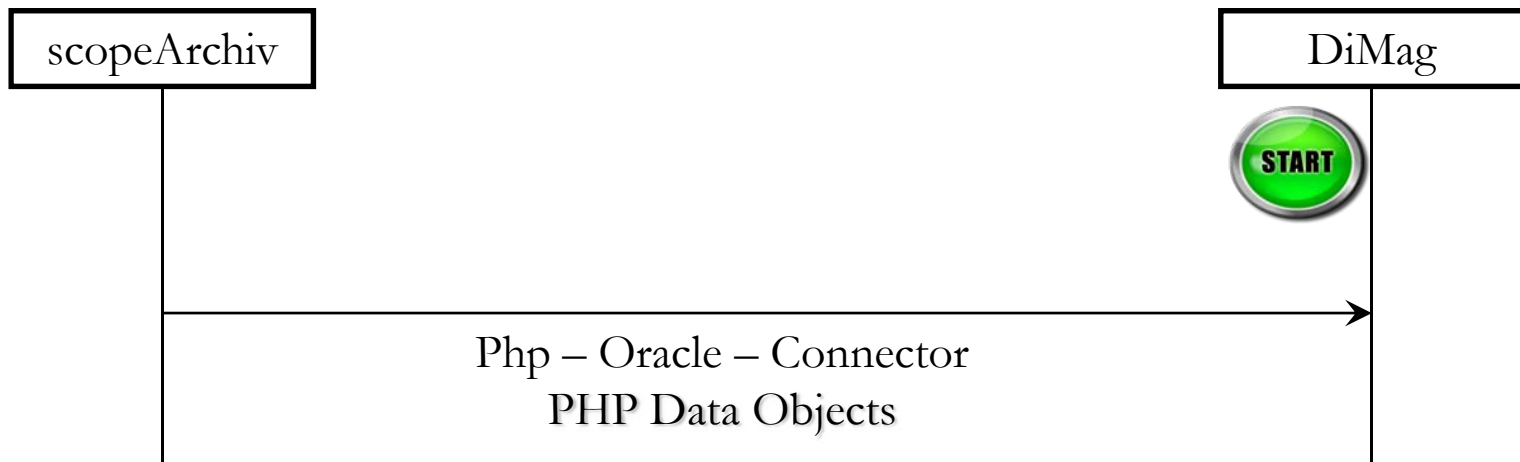 scopeArchiv
DiMag
START
Php – Oracle – Connector
PHP Data Objects